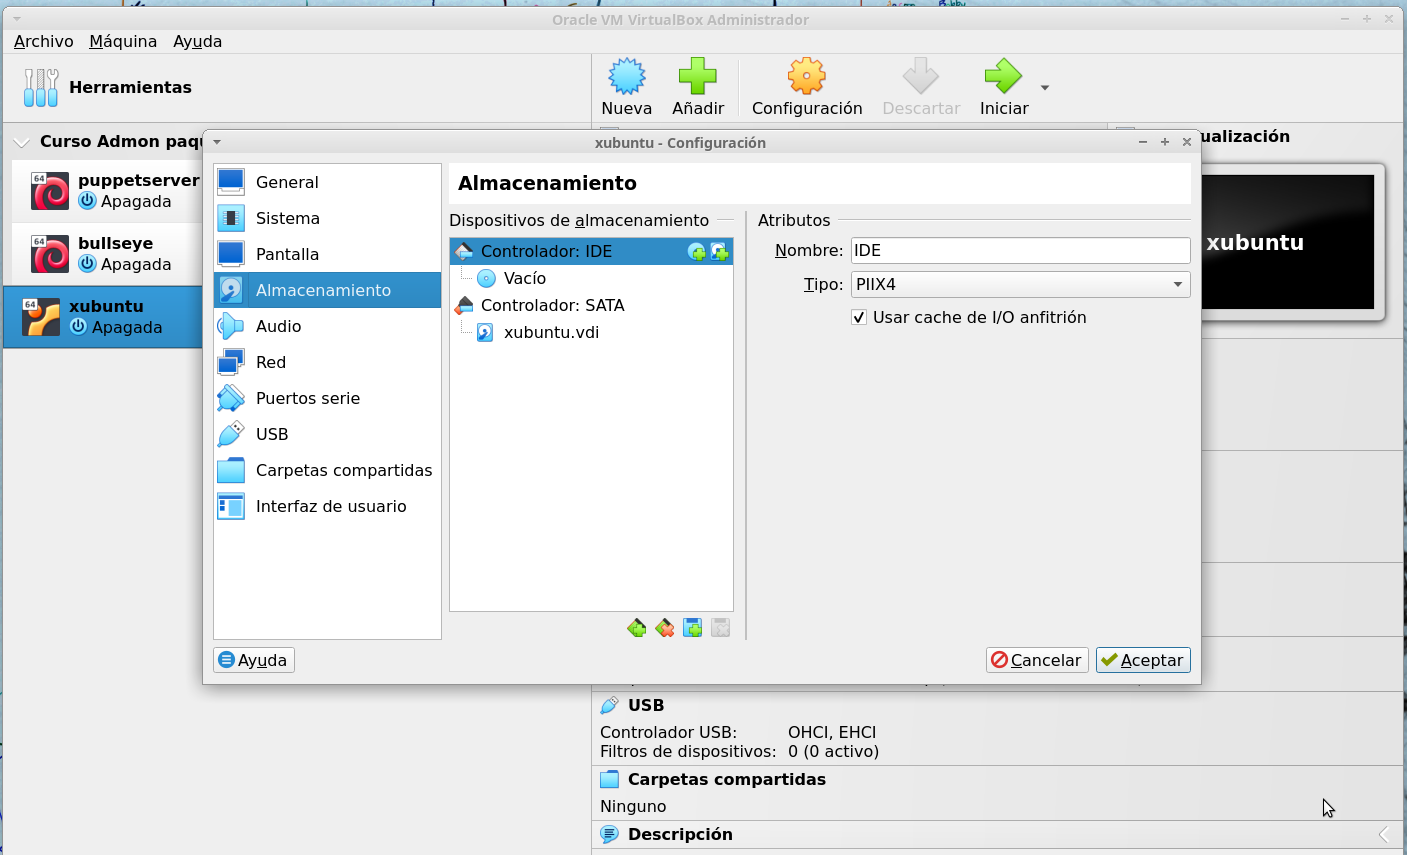 Oracle VM VirtualBox Administrador
Archivo Máquina Ayuda
Herramientas
Nueva Añadir Configuración Descartar Iniciar
Curso Admon paqu
64 puppetserver
Apagada
64 bullseye
Apagada
64 xubuntu
Apagada
ualización
xubuntu
xubuntu - Configuración
General
Sistema
Pantalla
Almacenamiento
Audio
Red
Puertos serie
USB
Carpetas compartidas
Interfaz de usuario
Almacenamiento
Dispositivos de almacenamiento
Controlador: IDE
Vacío
Controlador: SATA
xubuntu.vdi
Atributos
Nombre: IDE
Tipo: PIIX4
Usar cache de I/O anfitrión
Ayuda Cancelar Aceptar
USB
Controlador USB: OHCI, EHCI
Filtros de dispositivos: 0 (0 activo)
Carpetas compartidas
Ninguno
Descripción